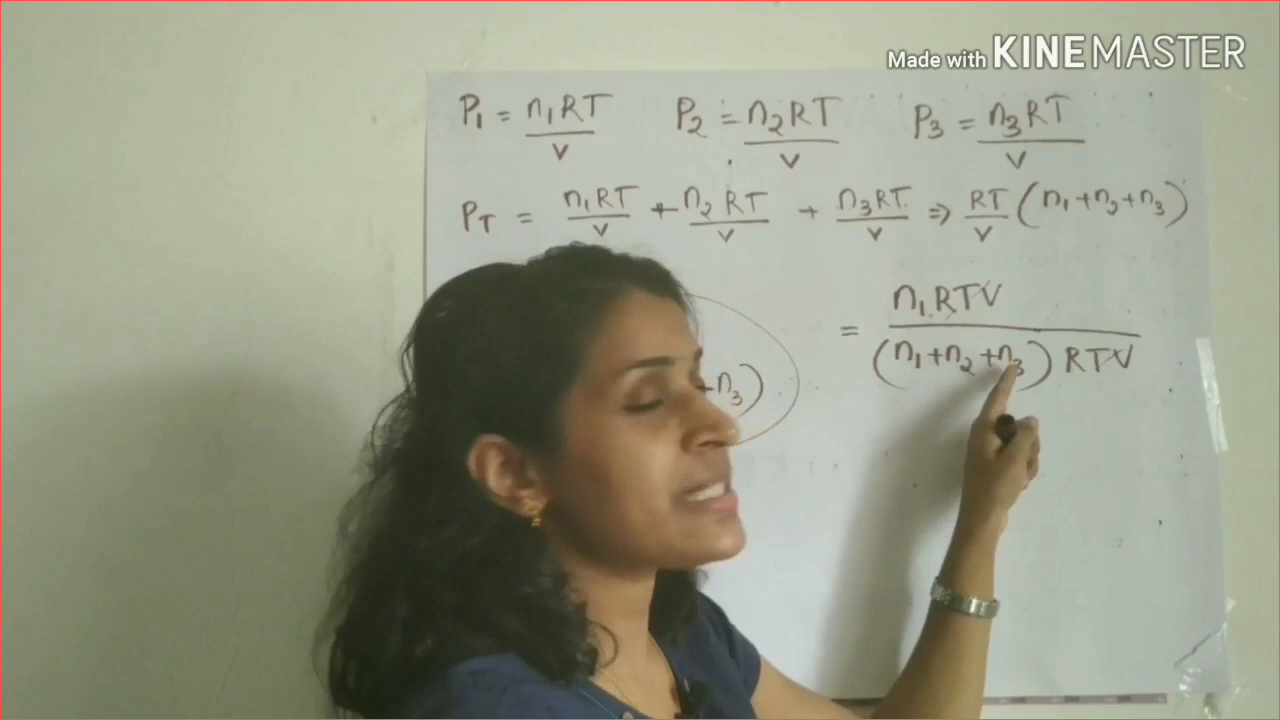 Made with KINEMASTER
P₁ = n₁RT/V P₂ = n₂RT/V P₃ = n₃RT/V
P_T = n₁RT/V + n₂RT/V + n₃RT/V ⇒ RT/V (n₁+n₂+n₃)
= n₁RTV / (n₁+n₂+n₃) RTV
+n₃)